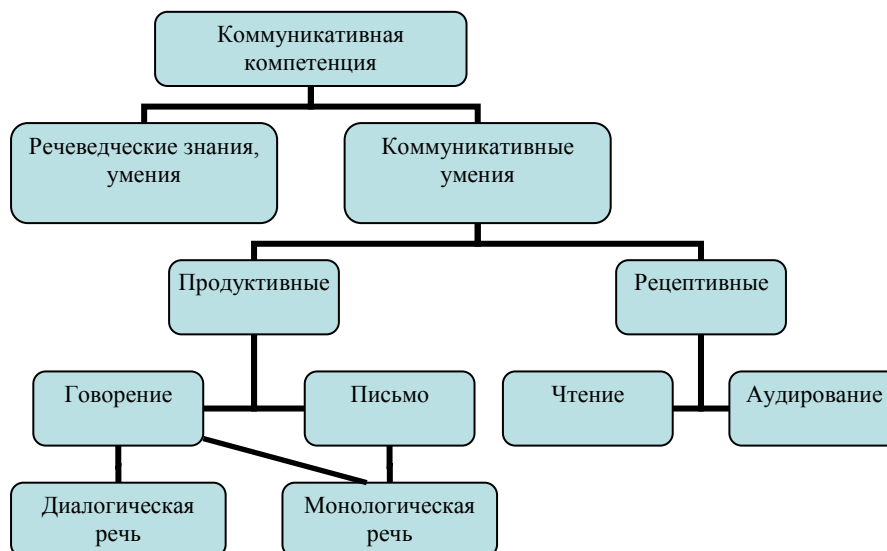 Коммуникативная
компетенция
Речеведческие знания,
умения
Коммуникативные
умения
Продуктивные
Рецептивные
Говорение
Письмо
Чтение
Аудирование
Диалогическая
речь
Монологическая
речь